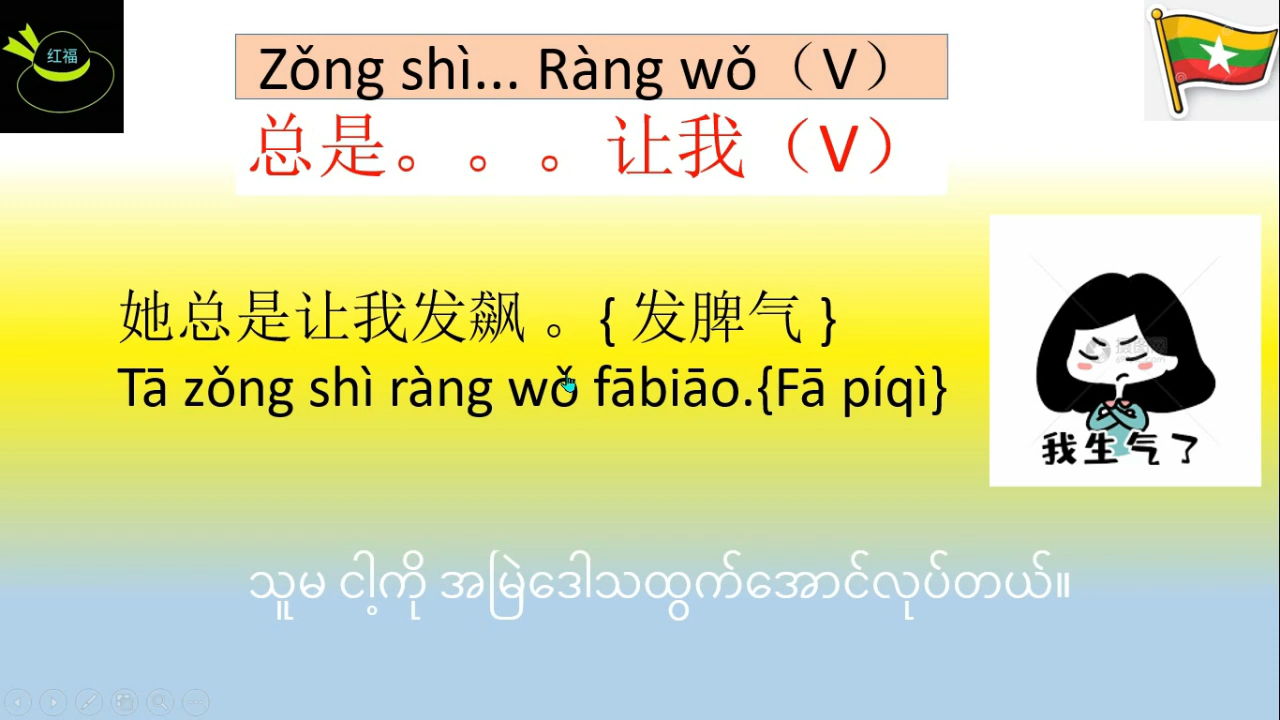 红福
Zǒng shì... Ràng wǒ（V）
总是。。。让我（V）
她总是让我发飙 。{ 发脾气 }
Tā zǒng shì ràng wǒ fābiāo.{Fā píqì}
我生气了
သူမ ငါ့ကို အမြဲဒေါသထွက်အောင်လုပ်တယ်။